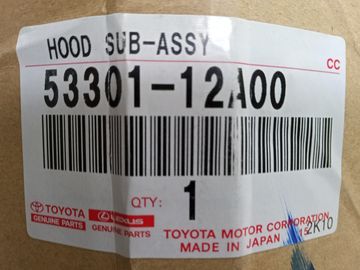 HOOD SUB-ASSY
CC
53301-12A00
TOYOTA
GENUINE PARTS
LEXUS
GENUINE PARTS
QTY:
1
TOYOTA MOTOR CORPORATION
MADE IN JAPAN 15
2K10